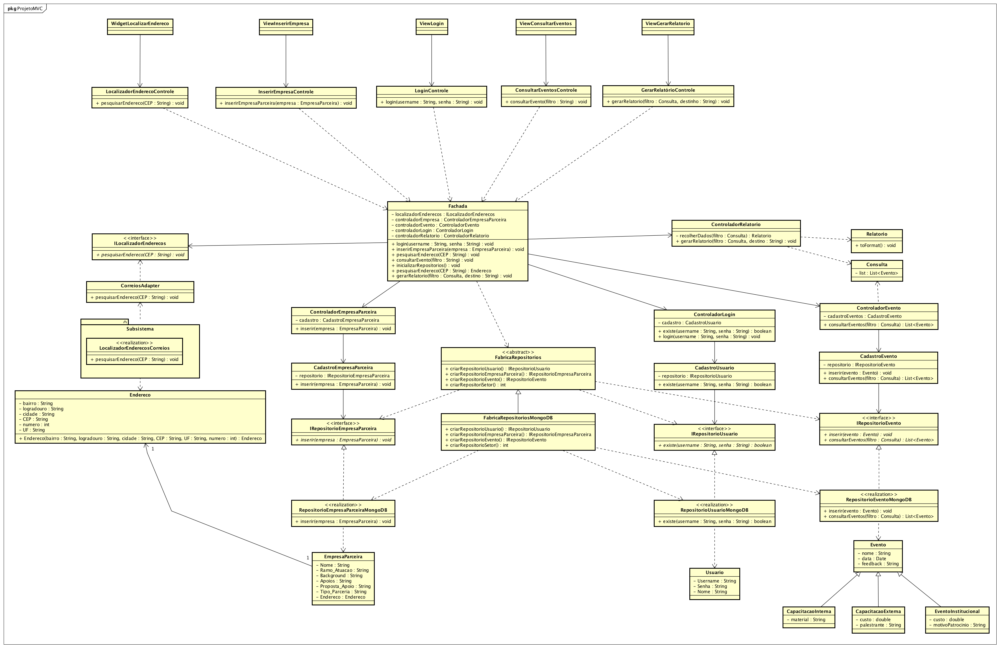 pkg ProjetoMVC
WidgetLocalizarEndereco
ViewInserirEmpresa
ViewLogin
ViewConsultarEventos
ViewGerarRelatorio
LocalizadorEnderecoControle
+ pesquisarEndereco(CEP : String) : void
InserirEmpresaControle
+ inserirEmpresaParceira(empresa : EmpresaParceira) : void
LoginControle
+ login(username : String, senha : String) : void
ConsultarEventosControle
+ consultarEvento(filtro : String) : void
GerarRelatórioControle
+ gerarRelatorio(filtro : Consulta, destinho : String) : void
Fachada
- localizadorEnderecos : ILocalizadorEnderecos
- controladorEmpresa : ControladorEmpresaParceira
- controladorEvento : ControladorEvento
- controladorLogin : ControladorLogin
- controladorRelatorio : ControladorRelatorio
+ login(username : String, senha : String) : void
+ inserirEmpresaParceira(empresa : EmpresaParceira) : void
+ pesquisarEndereco(CEP : String) : void
+ consultarEvento(filtro : String) : void
+ inicializarRepositorios() : void
+ pesquisarEndereco(CEP : String) : Endereco
+ gerarRelatorio(filtro : Consulta, destino : String) : void
ControladorRelatorio
- recolherDados(filtro : Consulta) : Relatorio
+ gerarRelatorio(filtro : Consulta, destino : String) : void
Relatorio
+ toFormat() : void
Consulta
- list : List<Evento>
<<interface>>
ILocalizadorEnderecos
+ pesquisarEndereco(CEP : String) : void
CorreiosAdapter
+ pesquisarEndereco(CEP : String) : void
Subsistema
<<realization>>
LocalizadorEnderecosCorreios
+ pesquisarEndereco(CEP : String) : void
Endereco
- bairro : String
- logradouro : String
- cidade : String
- CEP : String
- numero : int
- UF : String
+ Endereco(bairro : String, logradouro : String, cidade : String, CEP : String, UF : String, numero : int) : Endereco
1
1
ControladorEmpresaParceira
- cadastro : CadastroEmpresaParceira
+ inserir(empresa : EmpresaParceira) : void
CadastroEmpresaParceira
- repositorio : IRepositorioEmpresaParceira
+ inserir(empresa : EmpresaParceira) : void
<<interface>>
IRepositorioEmpresaParceira
+ inserir(empresa : EmpresaParceira) : void
<<realization>>
RepositorioEmpresaParceiraMongoDB
+ inserir(empresa : EmpresaParceira) : void
EmpresaParceira
- Nome : String
- Ramo_Atuacao : String
- Background : String
- Apoios : String
- Proposta_Apoio : String
- Tipo_Parceria : String
- Endereco : Endereco
<<abstract>>
FabricaRepositorios
+ criarRepositorioUsuario() : IRepositorioUsuario
+ criarRepositorioEmpresaParceira() : IRepositorioEmpresaParceira
+ criarRepositorioEvento() : IRepositorioEvento
+ criarRepositoriSetor() : int
FabricaRepositoriosMongoDB
+ criarRepositorioUsuario() : IRepositorioUsuario
+ criarRepositorioEmpresaParceira() : IRepositorioEmpresaParceira
+ criarRepositorioEvento() : IRepositorioEvento
+ criarRepositorioSetor() : int
ControladorLogin
- cadastro : CadastroUsuario
+ existe(username : String, senha : String) : boolean
+ login(username : String, senha : String) : void
CadastroUsuario
- repositorio : IRepositorioUsuario
+ existe(username : String, senha : String) : boolean
<<interface>>
IRepositorioUsuario
+ existe(username : String, senha : String) : boolean
<<realization>>
RepositorioUsuarioMongoDB
+ existe(username : String, senha : String) : boolean
Usuario
- Username : String
- Senha : String
- Nome : String
ControladorEvento
- cadastroEventos : CadastroEvento
+ consultarEventos(filtro : Consulta) : List<Evento>
CadastroEvento
- repositorio : IRepositorioEvento
+ inserir(evento : Evento) : void
+ consultarEventos(filtro : Consulta) : List<Evento>
<<interface>>
IRepositorioEvento
+ inserir(evento : Evento) : void
+ consultarEventos(filtro : Consulta) : List<Evento>
<<realization>>
RepositorioEventoMongoDB
+ inserir(evento : Evento) : void
+ consultarEventos(filtro : Consulta) : List<Evento>
Evento
- nome : String
- data : Date
- feedback : String
CapacitacaoInterna
- material : String
CapacitacaoExterna
- custo : double
- palestrante : String
EventoInstitucional
- custo : double
- motivoPatrocinio : String